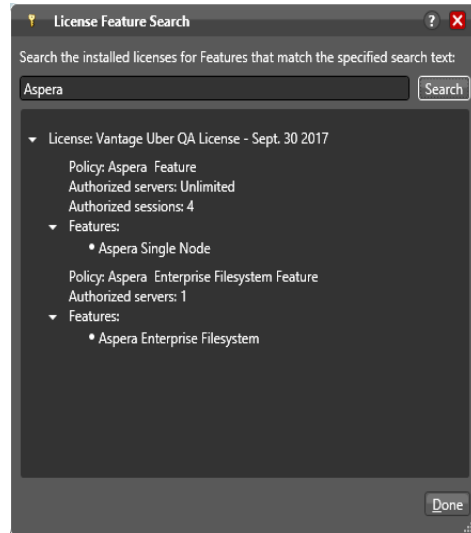 License Feature Search
?
X
Search the installed licenses for Features that match the specified search text:
Aspera
Search
License: Vantage Uber QA License - Sept. 30 2017
Policy: Aspera  Feature
Authorized servers: Unlimited
Authorized sessions: 4
Features:
• Aspera Single Node
Policy: Aspera  Enterprise Filesystem Feature
Authorized servers: 1
Features:
• Aspera Enterprise Filesystem
Done